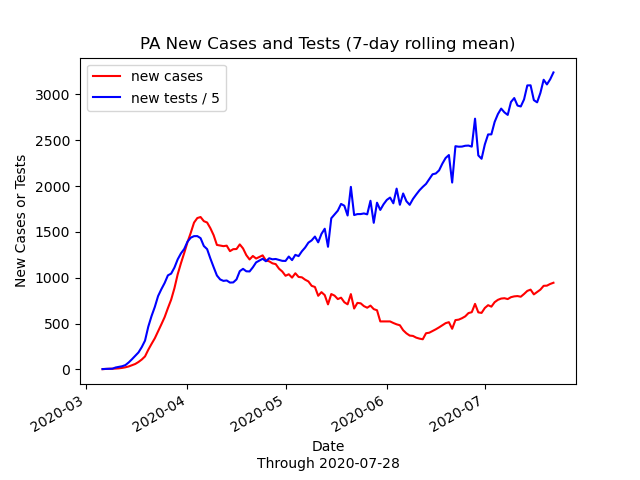 PA New Cases and Tests (7-day rolling mean)
new cases
new tests / 5
3000
2500
2000
1500
1000
500
0
New Cases or Tests
2020-03
2020-04
2020-05
2020-06
2020-07
Date
Through 2020-07-28